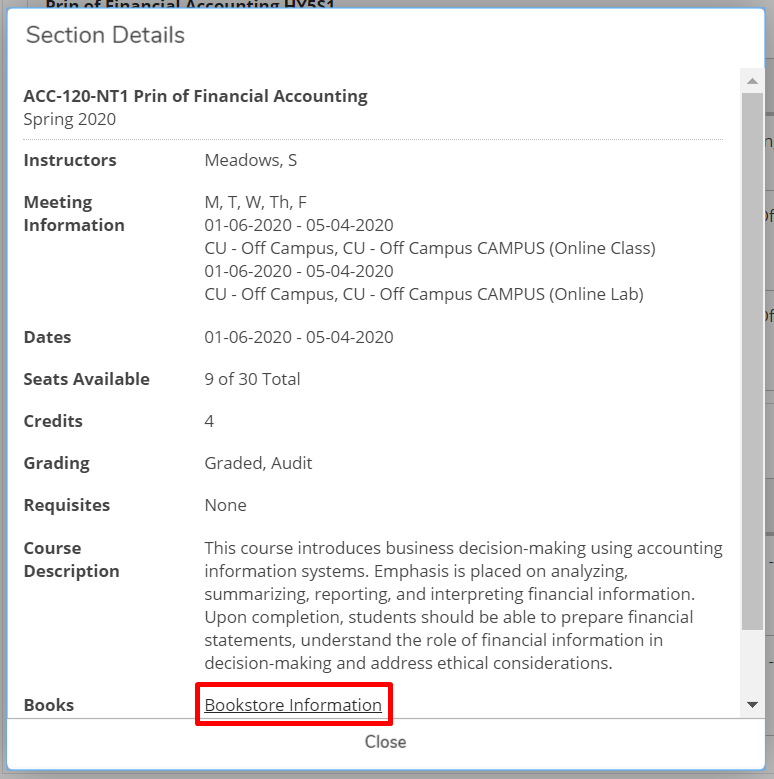 Prin of Financial Accounting HY5S1
Section Details
ACC-120-NT1 Prin of Financial Accounting
Spring 2020
Instructors Meadows, S
Meeting Information M, T, W, Th, F
01-06-2020 - 05-04-2020
CU - Off Campus, CU - Off Campus CAMPUS (Online Class)
01-06-2020 - 05-04-2020
CU - Off Campus, CU - Off Campus CAMPUS (Online Lab)
Dates 01-06-2020 - 05-04-2020
Seats Available 9 of 30 Total
Credits 4
Grading Graded, Audit
Requisites None
Course Description This course introduces business decision-making using accounting
information systems. Emphasis is placed on analyzing,
summarizing, reporting, and interpreting financial information.
Upon completion, students should be able to prepare financial
statements, understand the role of financial information in
decision-making and address ethical considerations.
Books Bookstore Information
Close